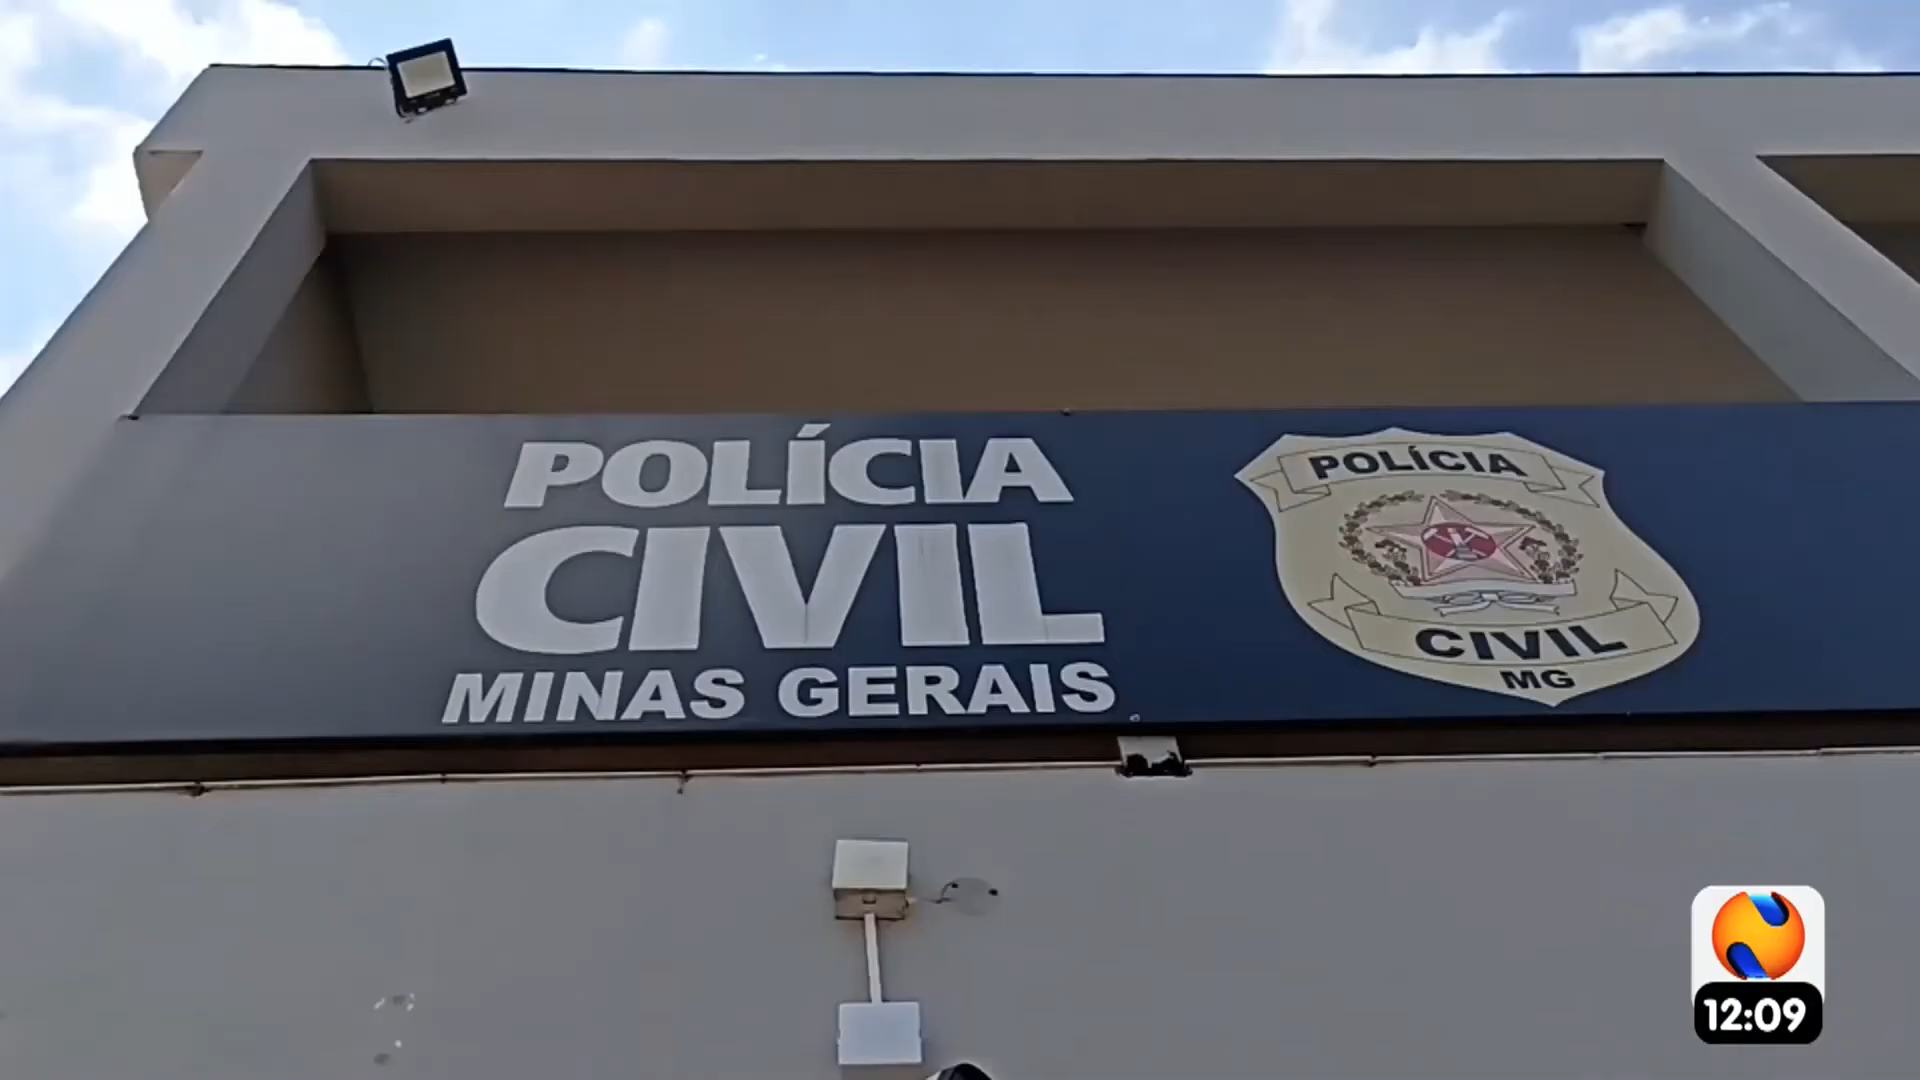 POLÍCIA
CIVIL
MINAS GERAIS
POLÍCIA
CIVIL
MG
12:09